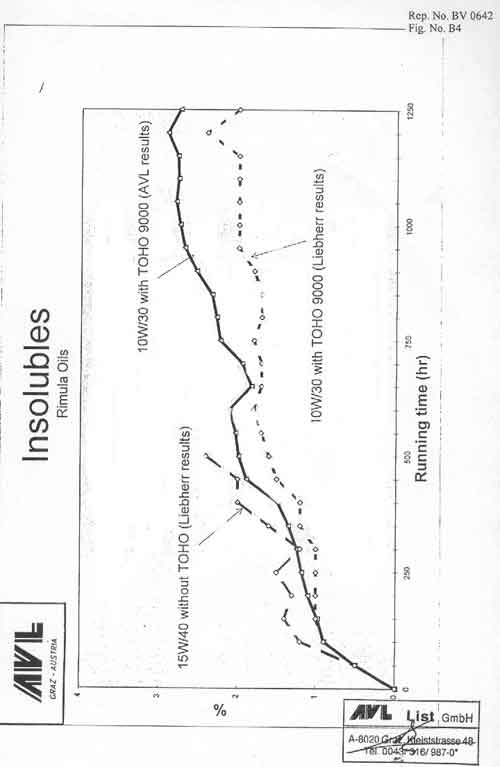 Rep. No. BV 0642
Fig. No. B4
AVL
GRAZ - AUSTRIA
Insolubles
Rimula Oils
%
4
3
2
1
0
10W/30 with TOHO 9000 (AVL results)
15W/40 without TOHO (Liebherr results)
10W/30 with TOHO 9000 (Liebherr results)
0
250
500
750
1000
1250
Running time (hr)
AVL List GmbH
A-8020 Graz, Kleiststrasse 48
Tel. 0043/316/987-0*